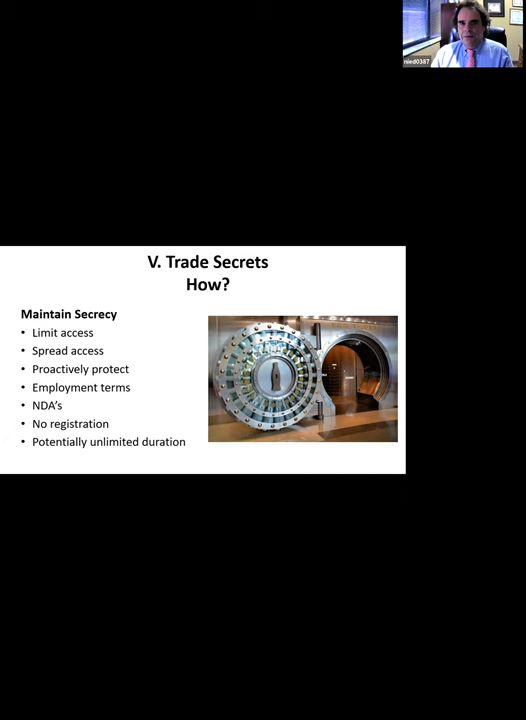 nied0387
V. Trade Secrets
How?
Maintain Secrecy
• Limit access
• Spread access
• Proactively protect
• Employment terms
• NDA’s
• No registration
• Potentially unlimited duration